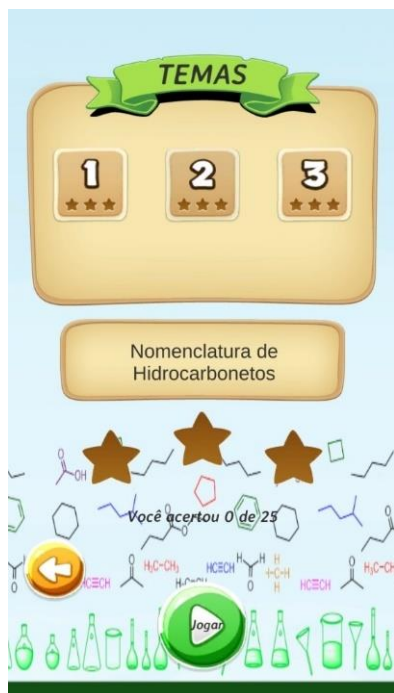 TEMAS
1 2 3
Nomenclatura de
Hidrocarbonetos
OH
Você acertou 0 de 25
H₃C-CH₃ HC≡CH H H H-C-H H H₃C-C
HC≡CH HC≡CH
Jogar